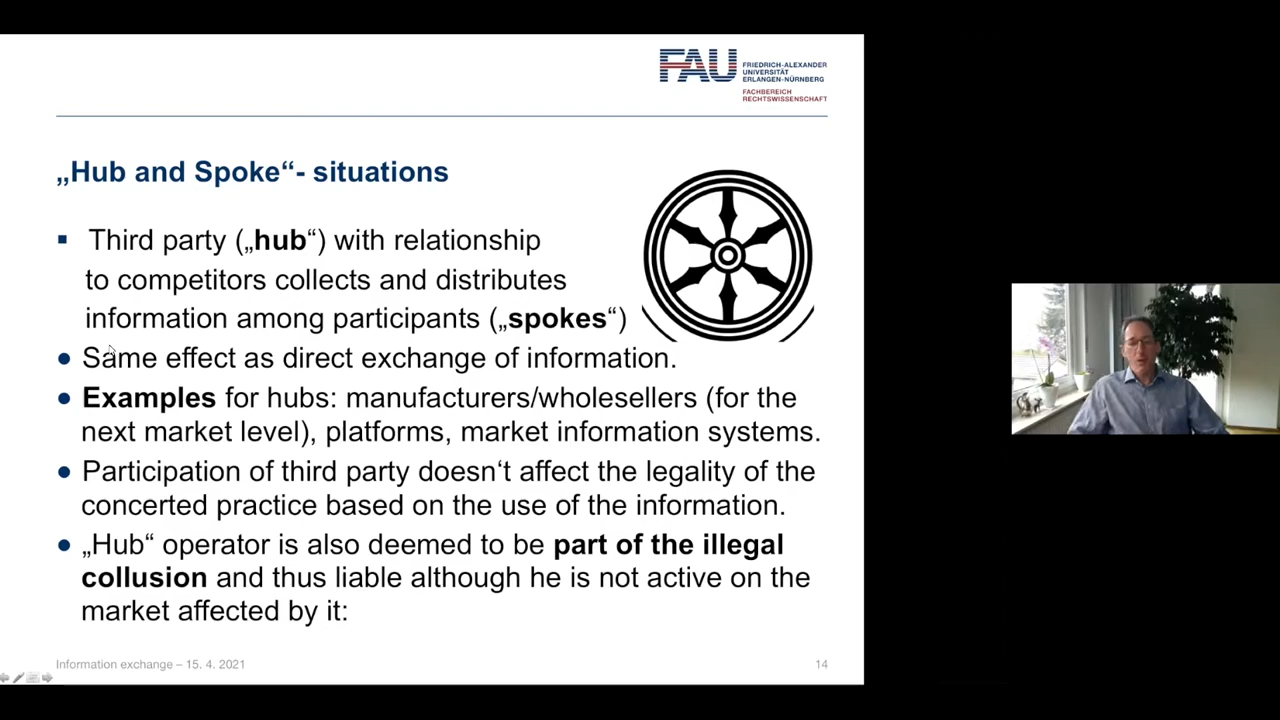 FAU
FRIEDRICH-ALEXANDER
UNIVERSITÄT
ERLANGEN-NÜRNBERG
FACHBEREICH
RECHTSWISSENSCHAFT
„Hub and Spoke“- situations
▪ Third party („hub“) with relationship
to competitors collects and distributes
information among participants („spokes“)
● Same effect as direct exchange of information.
● Examples for hubs: manufacturers/wholesellers (for the
next market level), platforms, market information systems.
● Participation of third party doesn‘t affect the legality of the
concerted practice based on the use of the information.
● „Hub“ operator is also deemed to be part of the illegal
collusion and thus liable although he is not active on the
market affected by it:
Information exchange – 15. 4. 2021
14